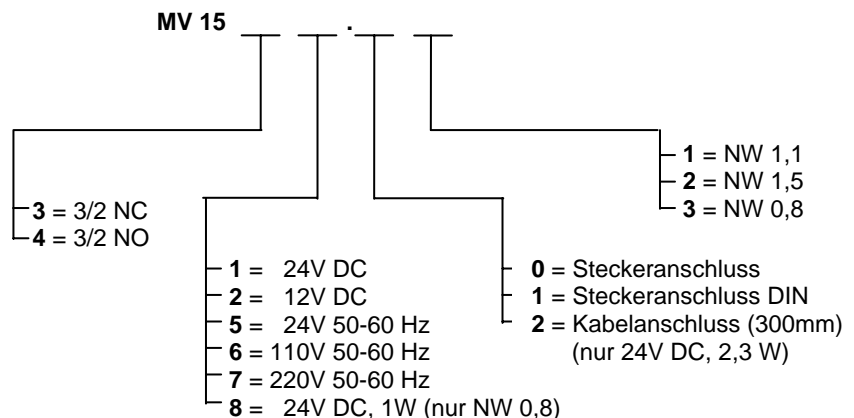 MV 15 __ __ . __ __
1 = NW 1,1
2 = NW 1,5
3 = NW 0,8
3 = 3/2 NC
4 = 3/2 NO
1 = 24V DC
2 = 12V DC
5 = 24V 50-60 Hz
6 = 110V 50-60 Hz
7 = 220V 50-60 Hz
8 = 24V DC, 1W (nur NW 0,8)
0 = Steckeranschluss
1 = Steckeranschluss DIN
2 = Kabelanschluss (300mm)
(nur 24V DC, 2,3 W)